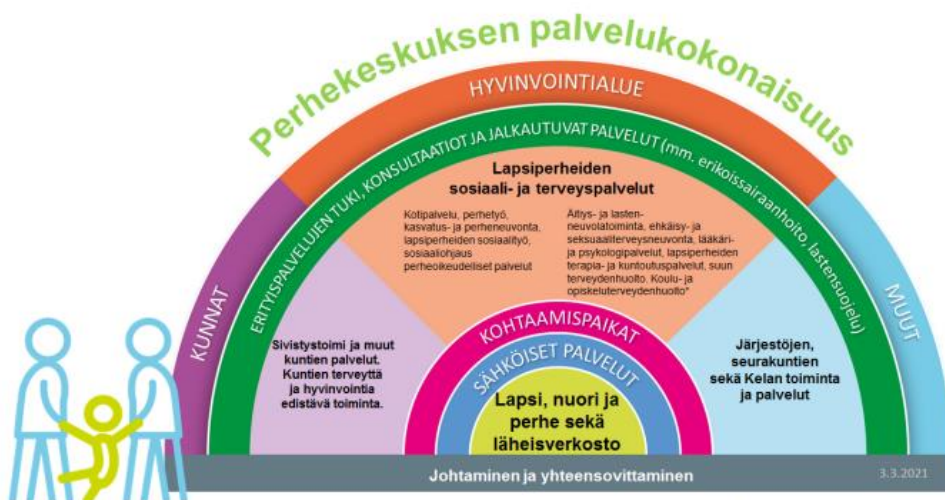 Perhekeskuksen palvelukokonaisuus
HYVINVOINTIALUE
KUNNAT
MUUT
ERITYISPALVELUJEN TUKI, KONSULTAATIOT JA JALKAUTUVAT PALVELUT (mm. erikoissairaanhoito, lastensuojelu)
Lapsiperheiden
sosiaali- ja terveyspalvelut
Kotipalvelu, perhetyö,
kasvatus- ja perheneuvonta,
lapsiperheiden sosiaalityö,
sosiaaliohjaus
perheoikeudelliset palvelut
Äitiys- ja lasten-
neuvolatoiminta, ehkäisy- ja
seksuaaliterveysneuvonta, lääkäri-
ja psykologipalvelut, lapsiperheiden
terapia- ja kuntoutuspalvelut, suun
terveydenhuolto. Koulu- ja
opiskeluterveydenhuolto*
Sivistystoimi ja muut
kuntien palvelut.
Kuntien terveyttä
ja hyvinvointia
edistävä toiminta.
KOHTAAMISPAIKAT
SÄHKÖISET PALVELUT
Lapsi, nuori ja
perhe sekä
läheisverkosto
Järjestöjen,
seurakuntien
sekä Kelan toiminta
ja palvelut
Johtaminen ja yhteensovittaminen
3.3.2021